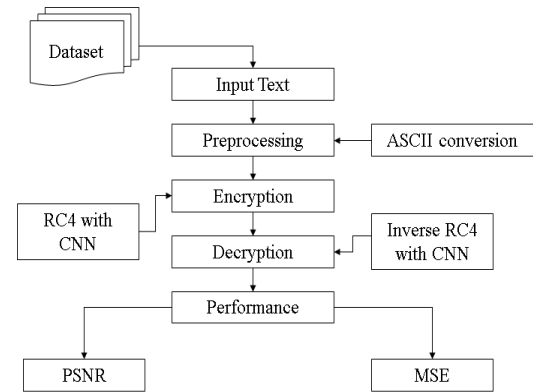 Dataset
Input Text
Preprocessing
ASCII conversion
Encryption
RC4 with
CNN
Decryption
Inverse RC4
with CNN
Performance
PSNR
MSE